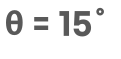 θ = 15˚